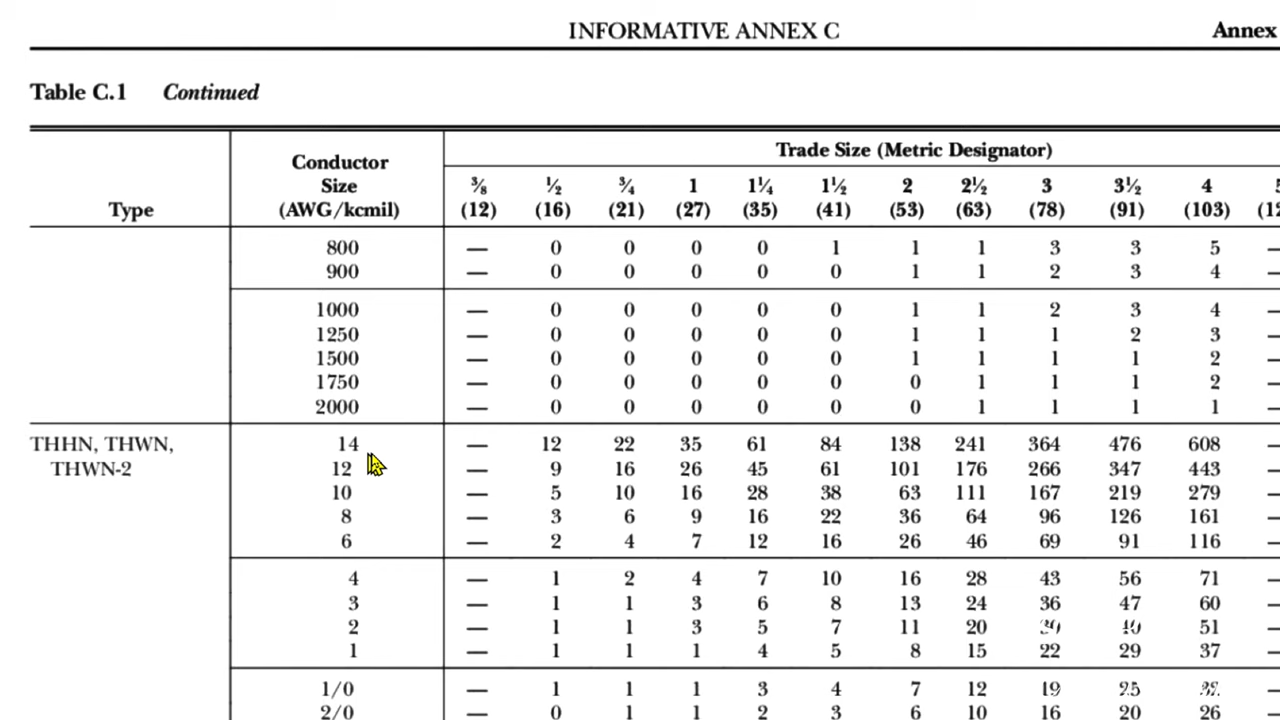 INFORMATIVE ANNEX C Annex
Table C.1 Continued
Trade Size (Metric Designator)
Type Conductor Size (AWG/kcmil) ⅜ (12) ½ (16) ¾ (21) 1 (27) 1¼ (35) 1½ (41) 2 (53) 2½ (63) 3 (78) 3½ (91) 4 (103)
800 — 0 0 0 0 1 1 1 3 3 5 —
900 — 0 0 0 0 0 1 1 2 3 4 —
1000 — 0 0 0 0 0 1 1 2 3 4 —
1250 — 0 0 0 0 0 1 1 1 2 3 —
1500 — 0 0 0 0 0 1 1 1 1 2 —
1750 — 0 0 0 0 0 0 1 1 1 2 —
2000 — 0 0 0 0 0 0 1 1 1 1 —
THHN, THWN, 14 — 12 22 35 61 84 138 241 364 476 608 —
THWN-2 12 — 9 16 26 45 61 101 176 266 347 443 —
10 — 5 10 16 28 38 63 111 167 219 279 —
8 — 3 6 9 16 22 36 64 96 126 161 —
6 — 2 4 7 12 16 26 46 69 91 116 —
4 — 1 2 4 7 10 16 28 43 56 71 —
3 — 1 1 3 6 8 13 24 36 47 60 —
2 — 1 1 3 5 7 11 20 51 —
1 — 1 1 1 4 5 8 15 22 29 37 —
1/0 — 1 1 1 3 4 7 12 19 25 —
2/0 — 0 1 1 2 3 6 10 16 20 26 —